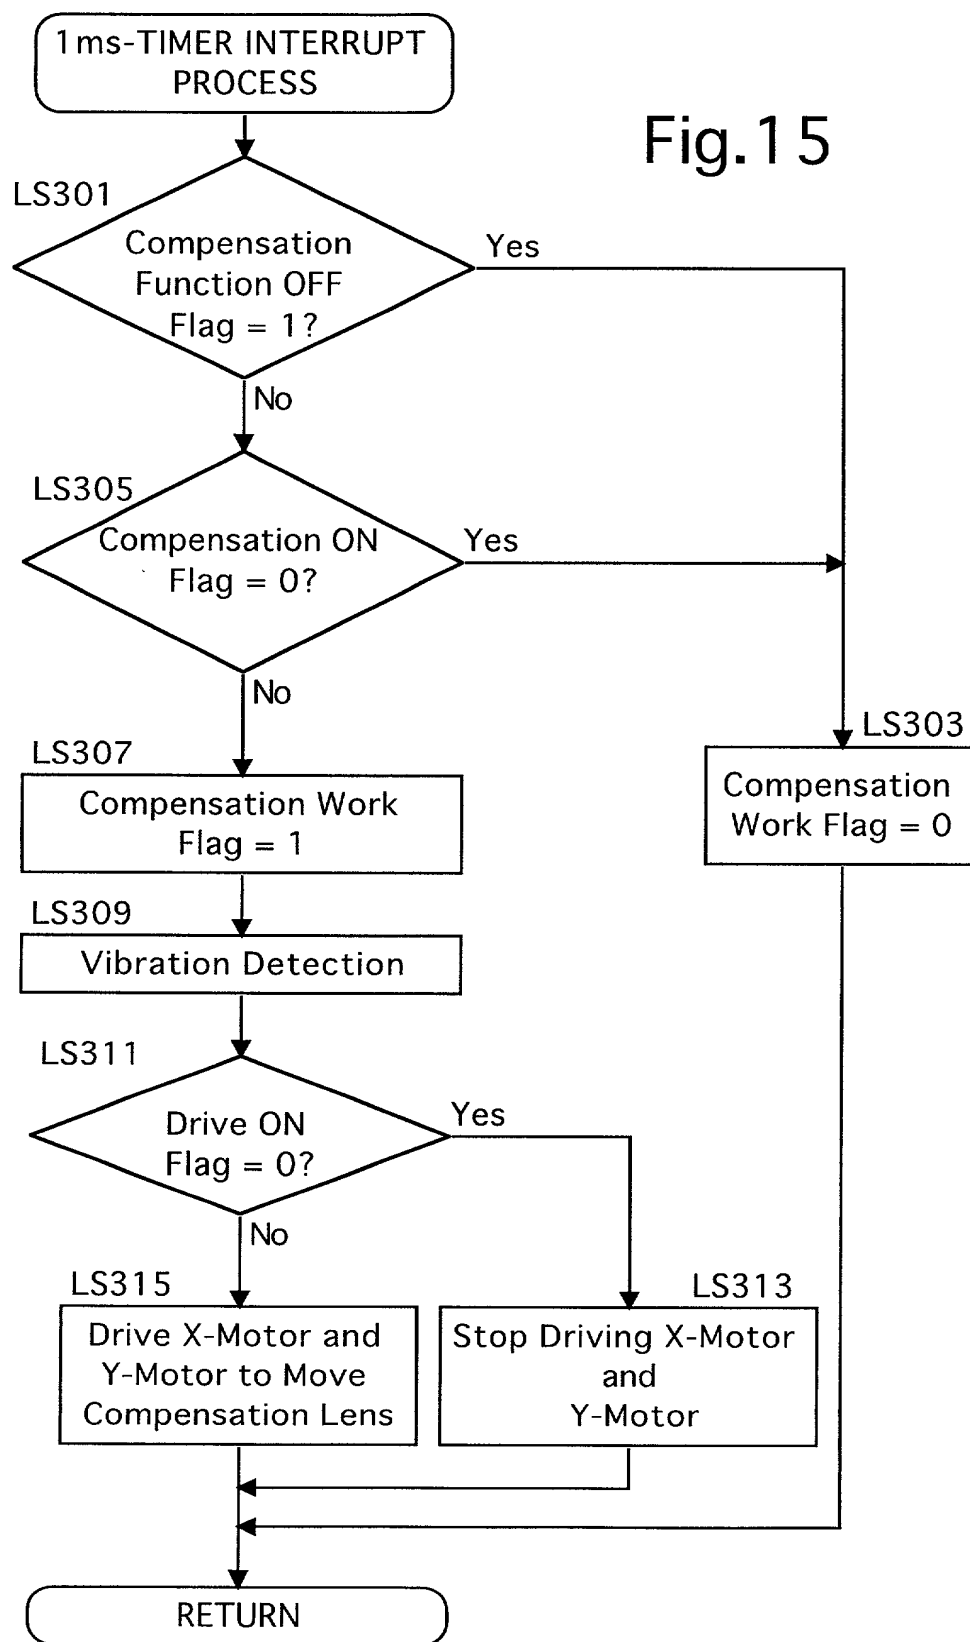 1ms-TIMER INTERRUPT
PROCESS
Fig.15
LS301
Compensation
Function OFF
Flag = 1?
Yes
No
LS305
Compensation ON
Flag = 0?
Yes
No
LS303
Compensation
Work Flag = 0
LS307
Compensation Work
Flag = 1
LS309
Vibration Detection
LS311
Drive ON
Flag = 0?
Yes
No
LS315
Drive X-Motor and
Y-Motor to Move
Compensation Lens
LS313
Stop Driving X-Motor
and
Y-Motor
RETURN